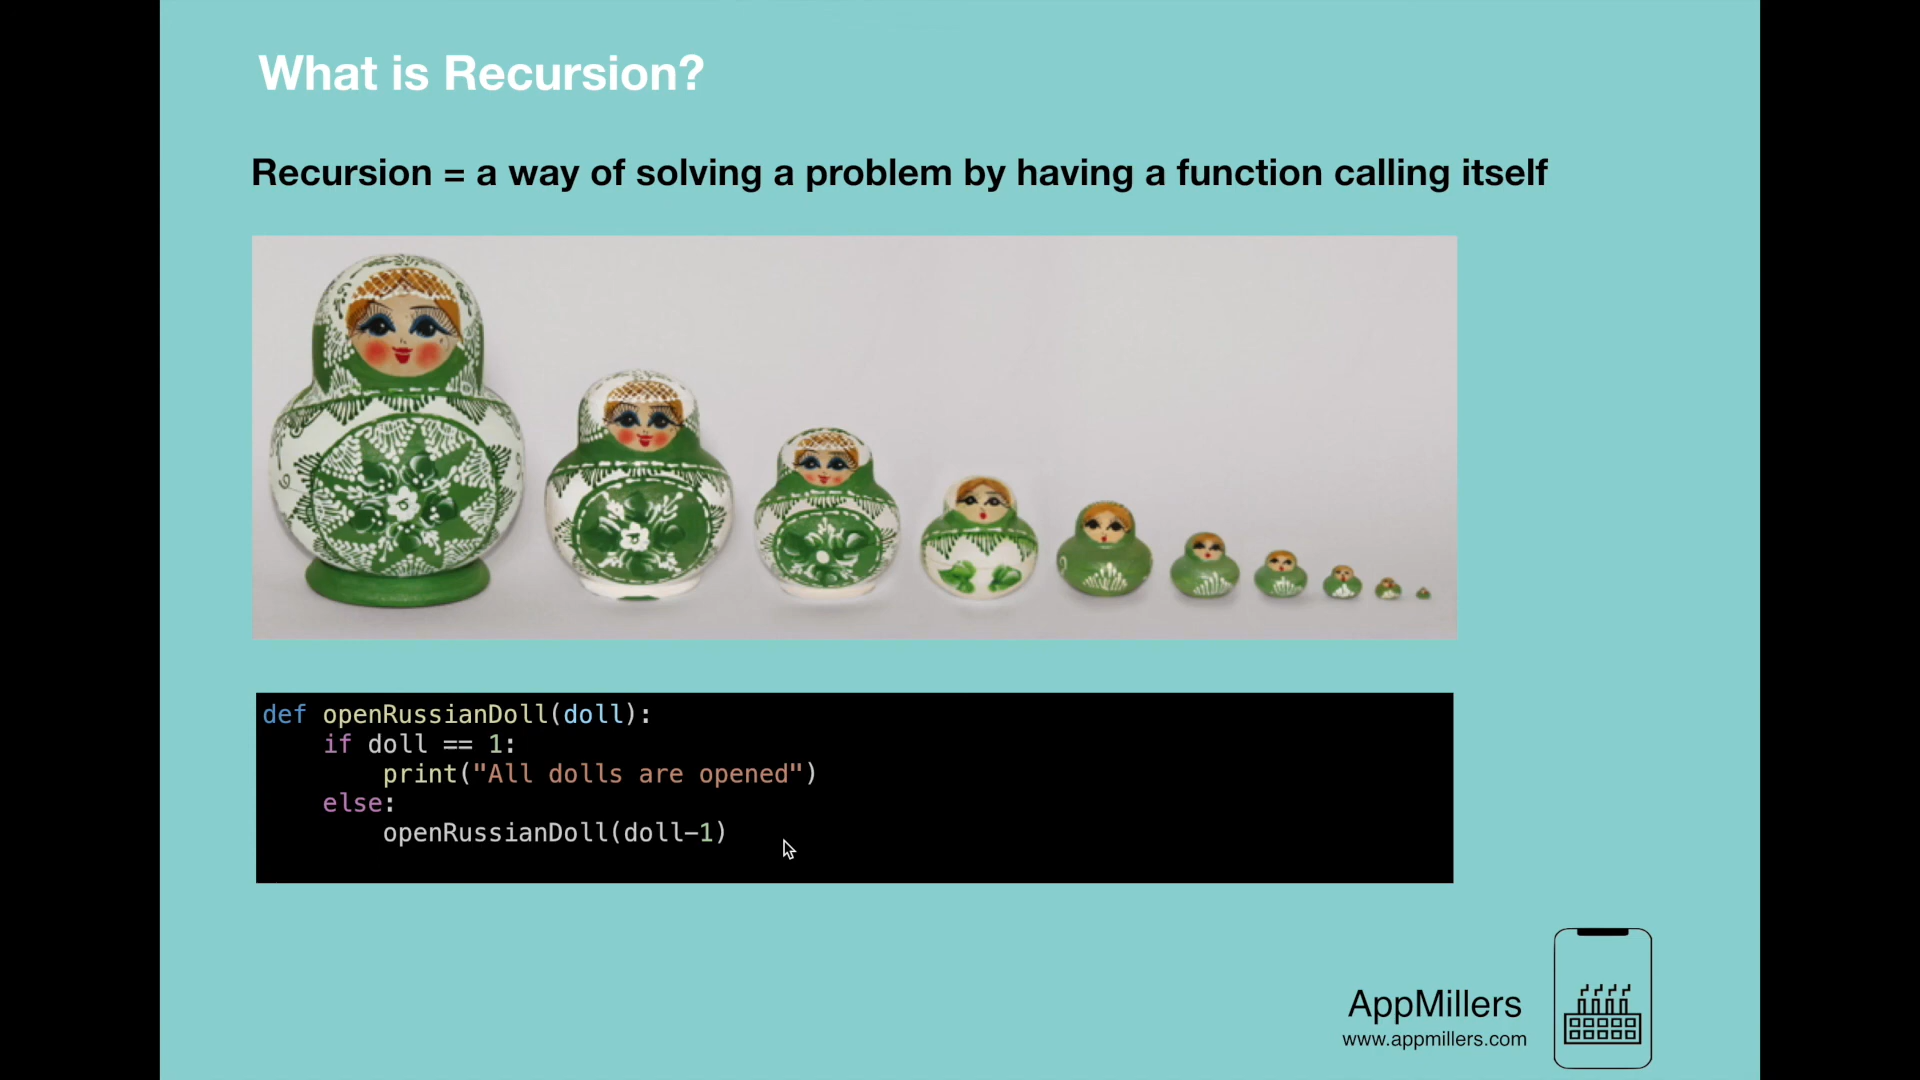 What is Recursion?
Recursion = a way of solving a problem by having a function calling itself
def openRussianDoll(doll):
    if doll == 1:
        print("All dolls are opened")
    else:
        openRussianDoll(doll-1)
AppMillers
www.appmillers.com